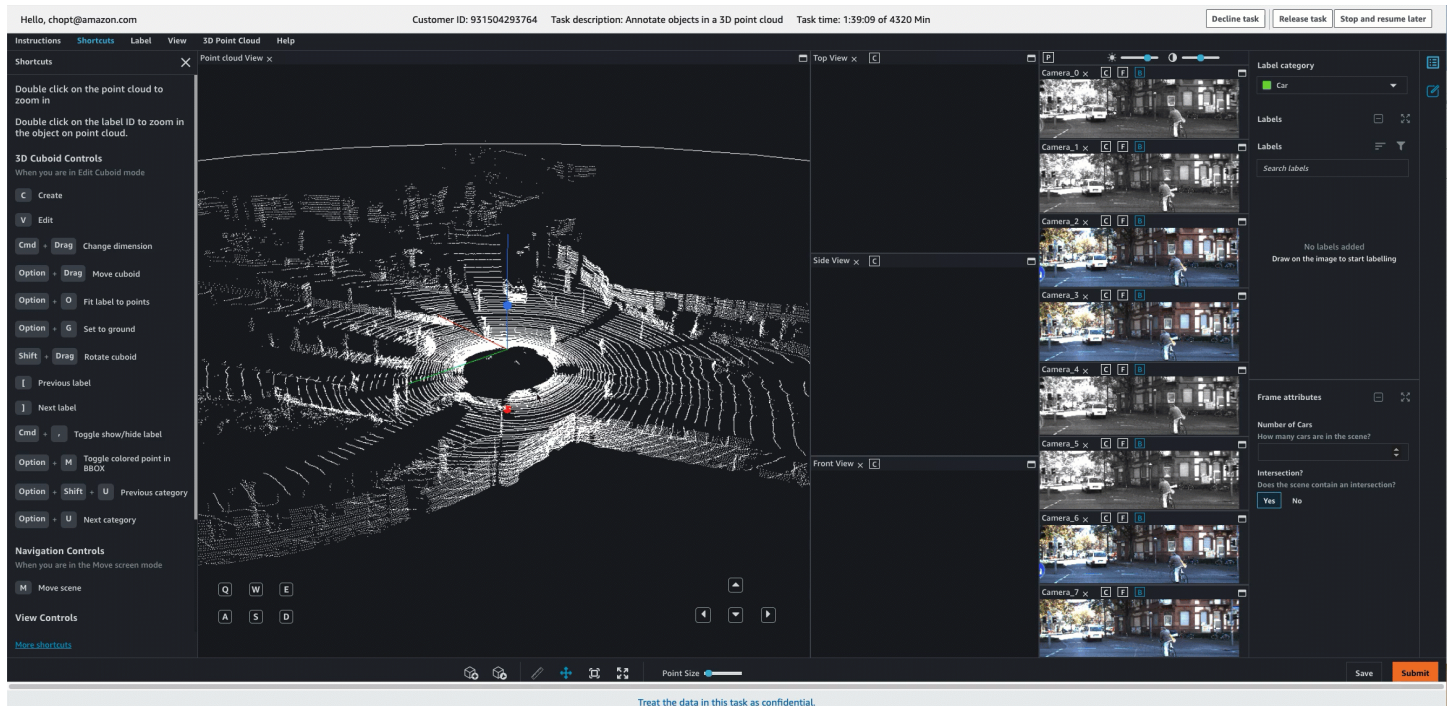 Hello, chopt@amazon.com
Customer ID: 931504293764 Task description: Annotate objects in a 3D point cloud Task time: 1:39:09 of 4320 Min
Decline task Release task Stop and resume later
Instructions Shortcuts Label View 3D Point Cloud Help
Shortcuts
Double click on the point cloud to
zoom in
Double click on the label ID to zoom in
the object on point cloud.
3D Cuboid Controls
When you are in Edit Cuboid mode
C Create
V Edit
Cmd + Drag Change dimension
Option + Drag Move cuboid
Option + O Fit label to points
Option + G Set to ground
Shift + Drag Rotate cuboid
[ Previous label
] Next label
Cmd + , Toggle show/hide label
Option + M Toggle colored point in
BBOX
Option + Shift + U Previous category
Option + U Next category
Navigation Controls
When you are in the Move screen mode
M Move scene
View Controls
More shortcuts
Point cloud View
Q W E
A S D
Top View C
Side View C
Front View C
P
Camera_0 C F B
Camera_1 C F B
Camera_2 C F B
Camera_3 C F B
Camera_4 C F B
Camera_5 C F B
Camera_6 C F B
Camera_7 C F B
Label category
Car
Labels
Labels
Search labels
No labels added
Draw on the image to start labelling
Frame attributes
Number of Cars
How many cars are in the scene?
Intersection?
Does the scene contain an intersection?
Yes No
Point Size
Save Submit
Treat the data in this task as confidential.